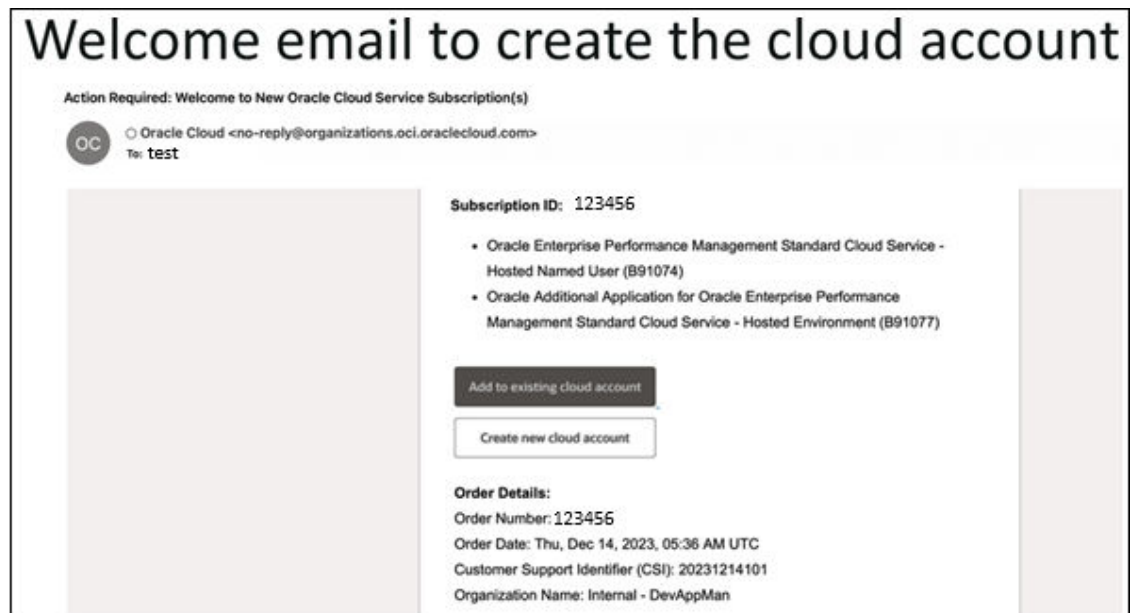 Welcome email to create the cloud account
Action Required: Welcome to New Oracle Cloud Service Subscription(s)
OC
Oracle Cloud <no-reply@organizations.oci.oraclecloud.com>
To: test
Subscription ID: 123456
• Oracle Enterprise Performance Management Standard Cloud Service -
Hosted Named User (B91074)
• Oracle Additional Application for Oracle Enterprise Performance
Management Standard Cloud Service - Hosted Environment (B91077)
Add to existing cloud account
Create new cloud account
Order Details:
Order Number: 123456
Order Date: Thu, Dec 14, 2023, 05:36 AM UTC
Customer Support Identifier (CSI): 20231214101
Organization Name: Internal - DevAppMan